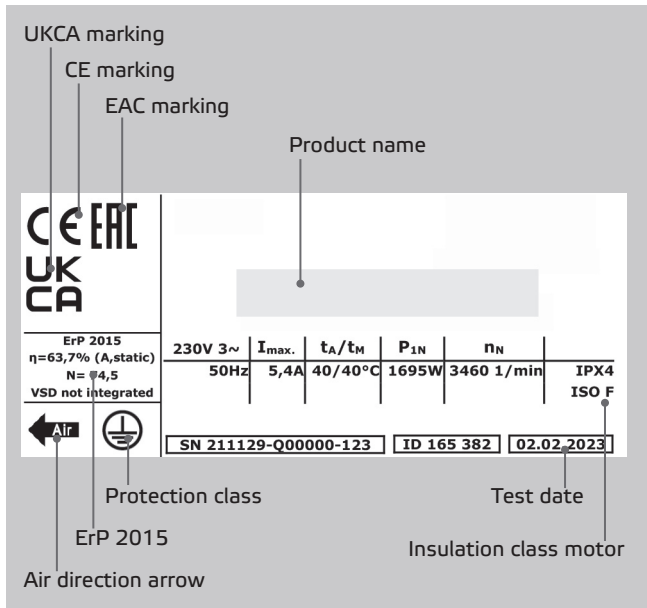 UKCA marking
CE marking
EAC marking
Product name
CE EAC
UK
CA
ErP 2015
η=63,7% (A,static)
N=
VSD not integrated
230V 3~ Imax. tA/tM P1N nN
50Hz 5,4A 40/40°C 1695W 3460 1/min IPX4
ISO F
Air
SN 211129-Q00000-123 ID 165 382 02.02.2023
Protection class
Test date
ErP 2015
Insulation class motor
Air direction arrow